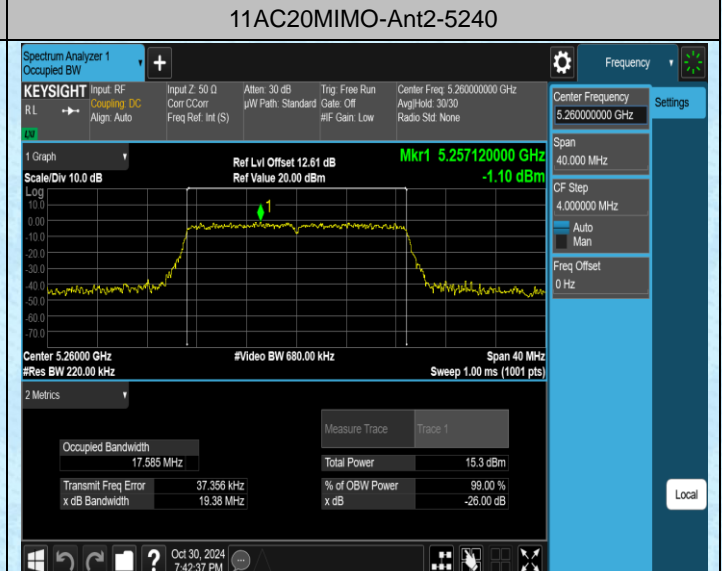 11AC20MIMO-Ant2-5240
Spectrum Analyzer 1
Occupied BW
Frequency
KEYSIGHT Input: RF Input Z: 50 Ω Atten: 30 dB Trig: Free Run Center Freq: 5.260000000 GHz
Coupling: DC Corr CCorr µW Path: Standard Gate: Off Avg|Hold: 30/30
RL Align: Auto Freq Ref: Int (S) #IF Gain: Low Radio Std: None
Center Frequency
5.260000000 GHz
Settings
Span
40.000 MHz
CF Step
4.000000 MHz
Auto
Man
Freq Offset
0 Hz
1 Graph
Ref Lvl Offset 12.61 dB
Mkr1 5.257120000 GHz
Scale/Div 10.0 dB
Ref Value 20.00 dBm
-1.10 dBm
Log
10.0
0.00
-10.0
-20.0
-30.0
-40.0
-50.0
-60.0
-70.0
1
Center 5.26000 GHz #Video BW 680.00 kHz Span 40 MHz
#Res BW 220.00 kHz Sweep 1.00 ms (1001 pts)
2 Metrics
Measure Trace Trace 1
Occupied Bandwidth
17.585 MHz
Total Power 15.3 dBm
Transmit Freq Error 37.356 kHz % of OBW Power 99.00 %
x dB Bandwidth 19.38 MHz x dB -26.00 dB
Local
Oct 30, 2024
7:42:37 PM